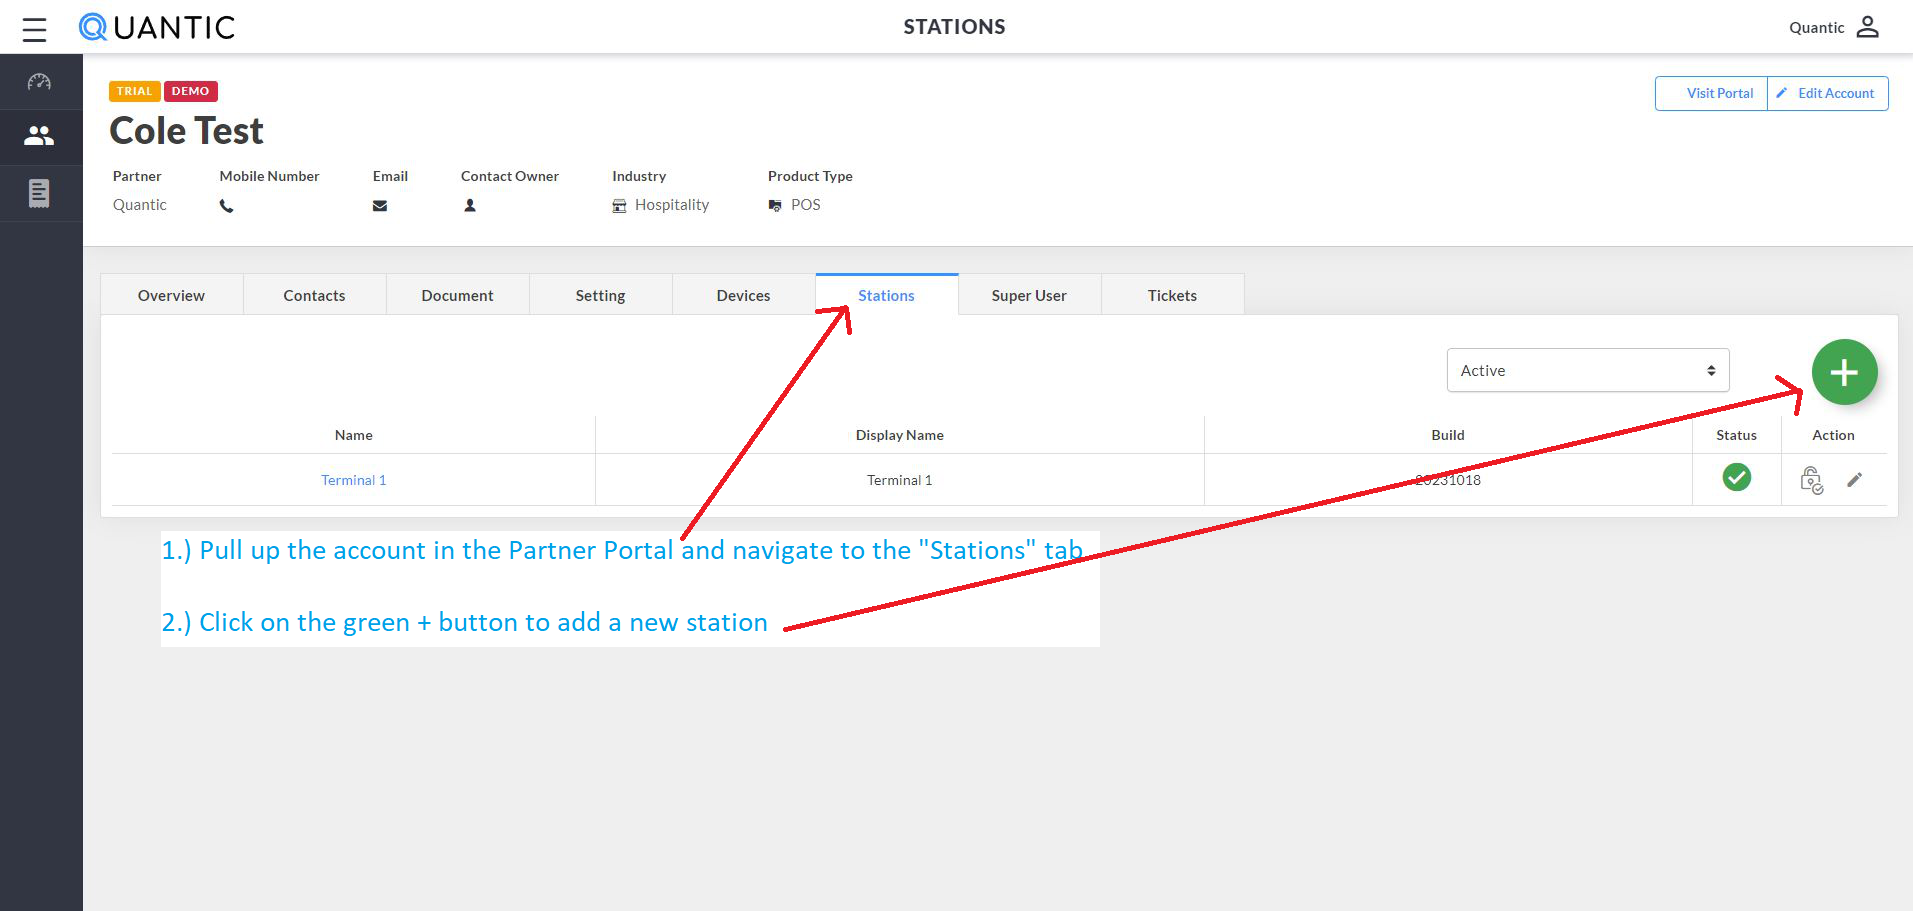 QUANTIC
STATIONS
Quantic
TRIAL DEMO
Visit Portal
Edit Account
Cole Test
Partner Mobile Number Email Contact Owner Industry Product Type
Quantic Hospitality POS
Overview Contacts Document Setting Devices Stations Super User Tickets
Active
Name Display Name Build Status Action
Terminal 1 Terminal 1 20231018
1.) Pull up the account in the Partner Portal and navigate to the "Stations" tab
2.) Click on the green + button to add a new station